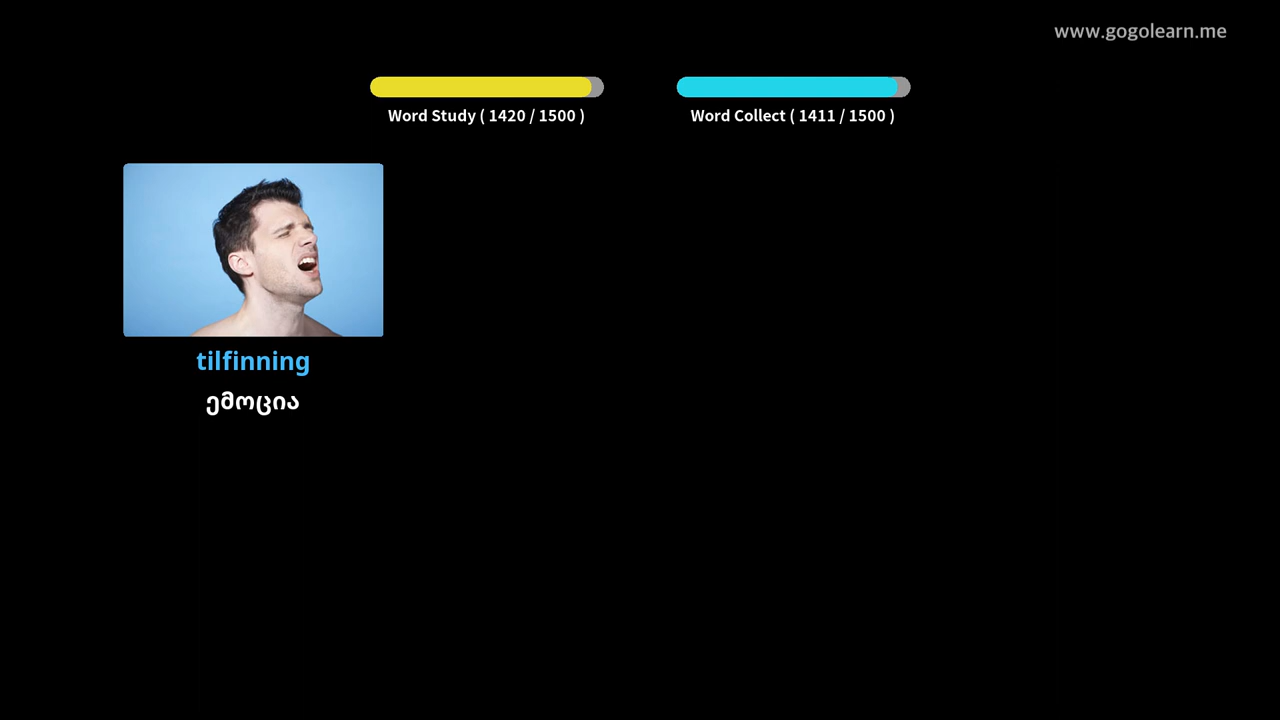 www.gogolearn.me
Word Study ( 1420 / 1500 )
Word Collect ( 1411 / 1500 )
tilfinning
ემოცია